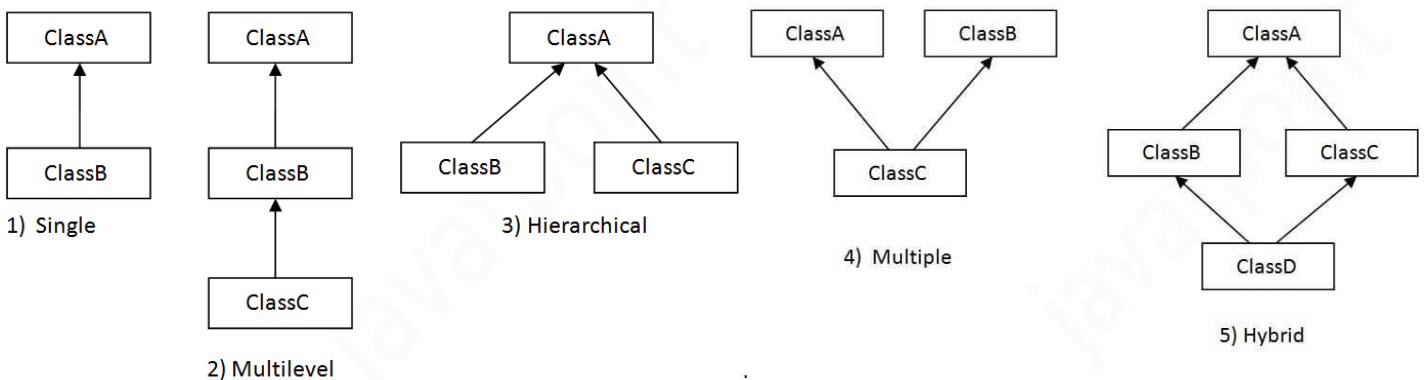 ClassA
ClassB
1) Single
ClassA
ClassB
ClassC
2) Multilevel
ClassA
ClassB
ClassC
3) Hierarchical
ClassA
ClassB
ClassC
4) Multiple
ClassA
ClassB
ClassC
ClassD
5) Hybrid